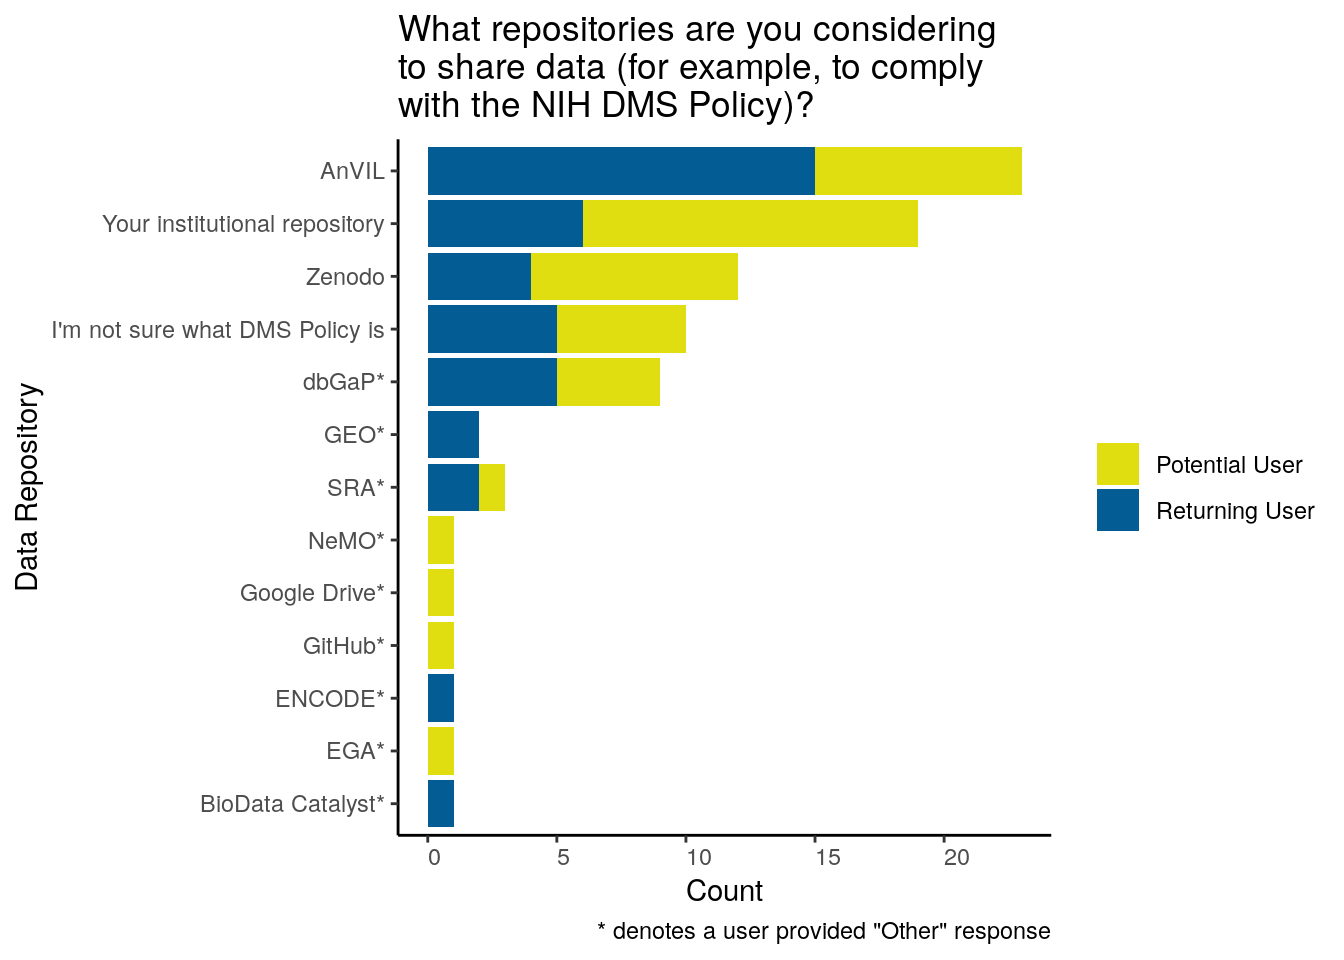 What repositories are you considering
to share data (for example, to comply
with the NIH DMS Policy)?
AnVIL
Your institutional repository
Zenodo
I'm not sure what DMS Policy is
dbGaP*
GEO*
SRA*
NeMO*
Google Drive*
GitHub*
ENCODE*
EGA*
BioData Catalyst*
Data Repository
0 5 10 15 20
Count
* denotes a user provided "Other" response
Potential User
Returning User